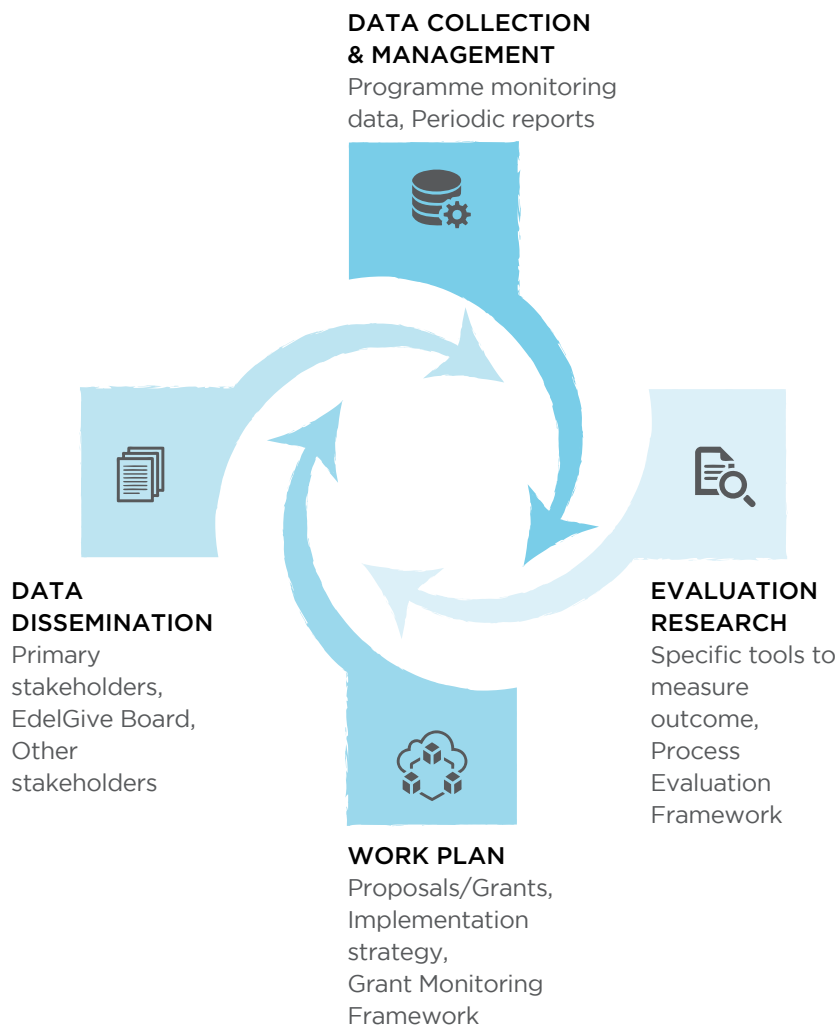 DATA COLLECTION
& MANAGEMENT
Programme monitoring
data, Periodic reports
DATA
DISSEMINATION
Primary
stakeholders,
EdelGive Board,
Other
stakeholders
EVALUATION
RESEARCH
Specific tools to
measure
outcome,
Process
Evaluation
Framework
WORK PLAN
Proposals/Grants,
Implementation
strategy,
Grant Monitoring
Framework